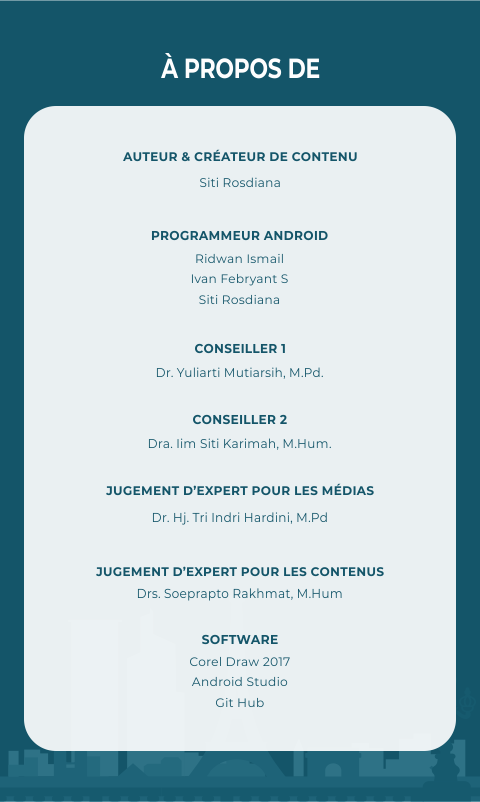 À PROPOS DE
AUTEUR & CRÉATEUR DE CONTENU
Siti Rosdiana
PROGRAMMEUR ANDROID
Ridwan Ismail
Ivan Febryant S
Siti Rosdiana
CONSEILLER 1
Dr. Yuliarti Mutiarsih, M.Pd.
CONSEILLER 2
Dra. Iim Siti Karimah, M.Hum.
JUGEMENT D’EXPERT POUR LES MÉDIAS
Dr. Hj. Tri Indri Hardini, M.Pd
JUGEMENT D’EXPERT POUR LES CONTENUS
Drs. Soeprapto Rakhmat, M.Hum
SOFTWARE
Corel Draw 2017
Android Studio
Git Hub